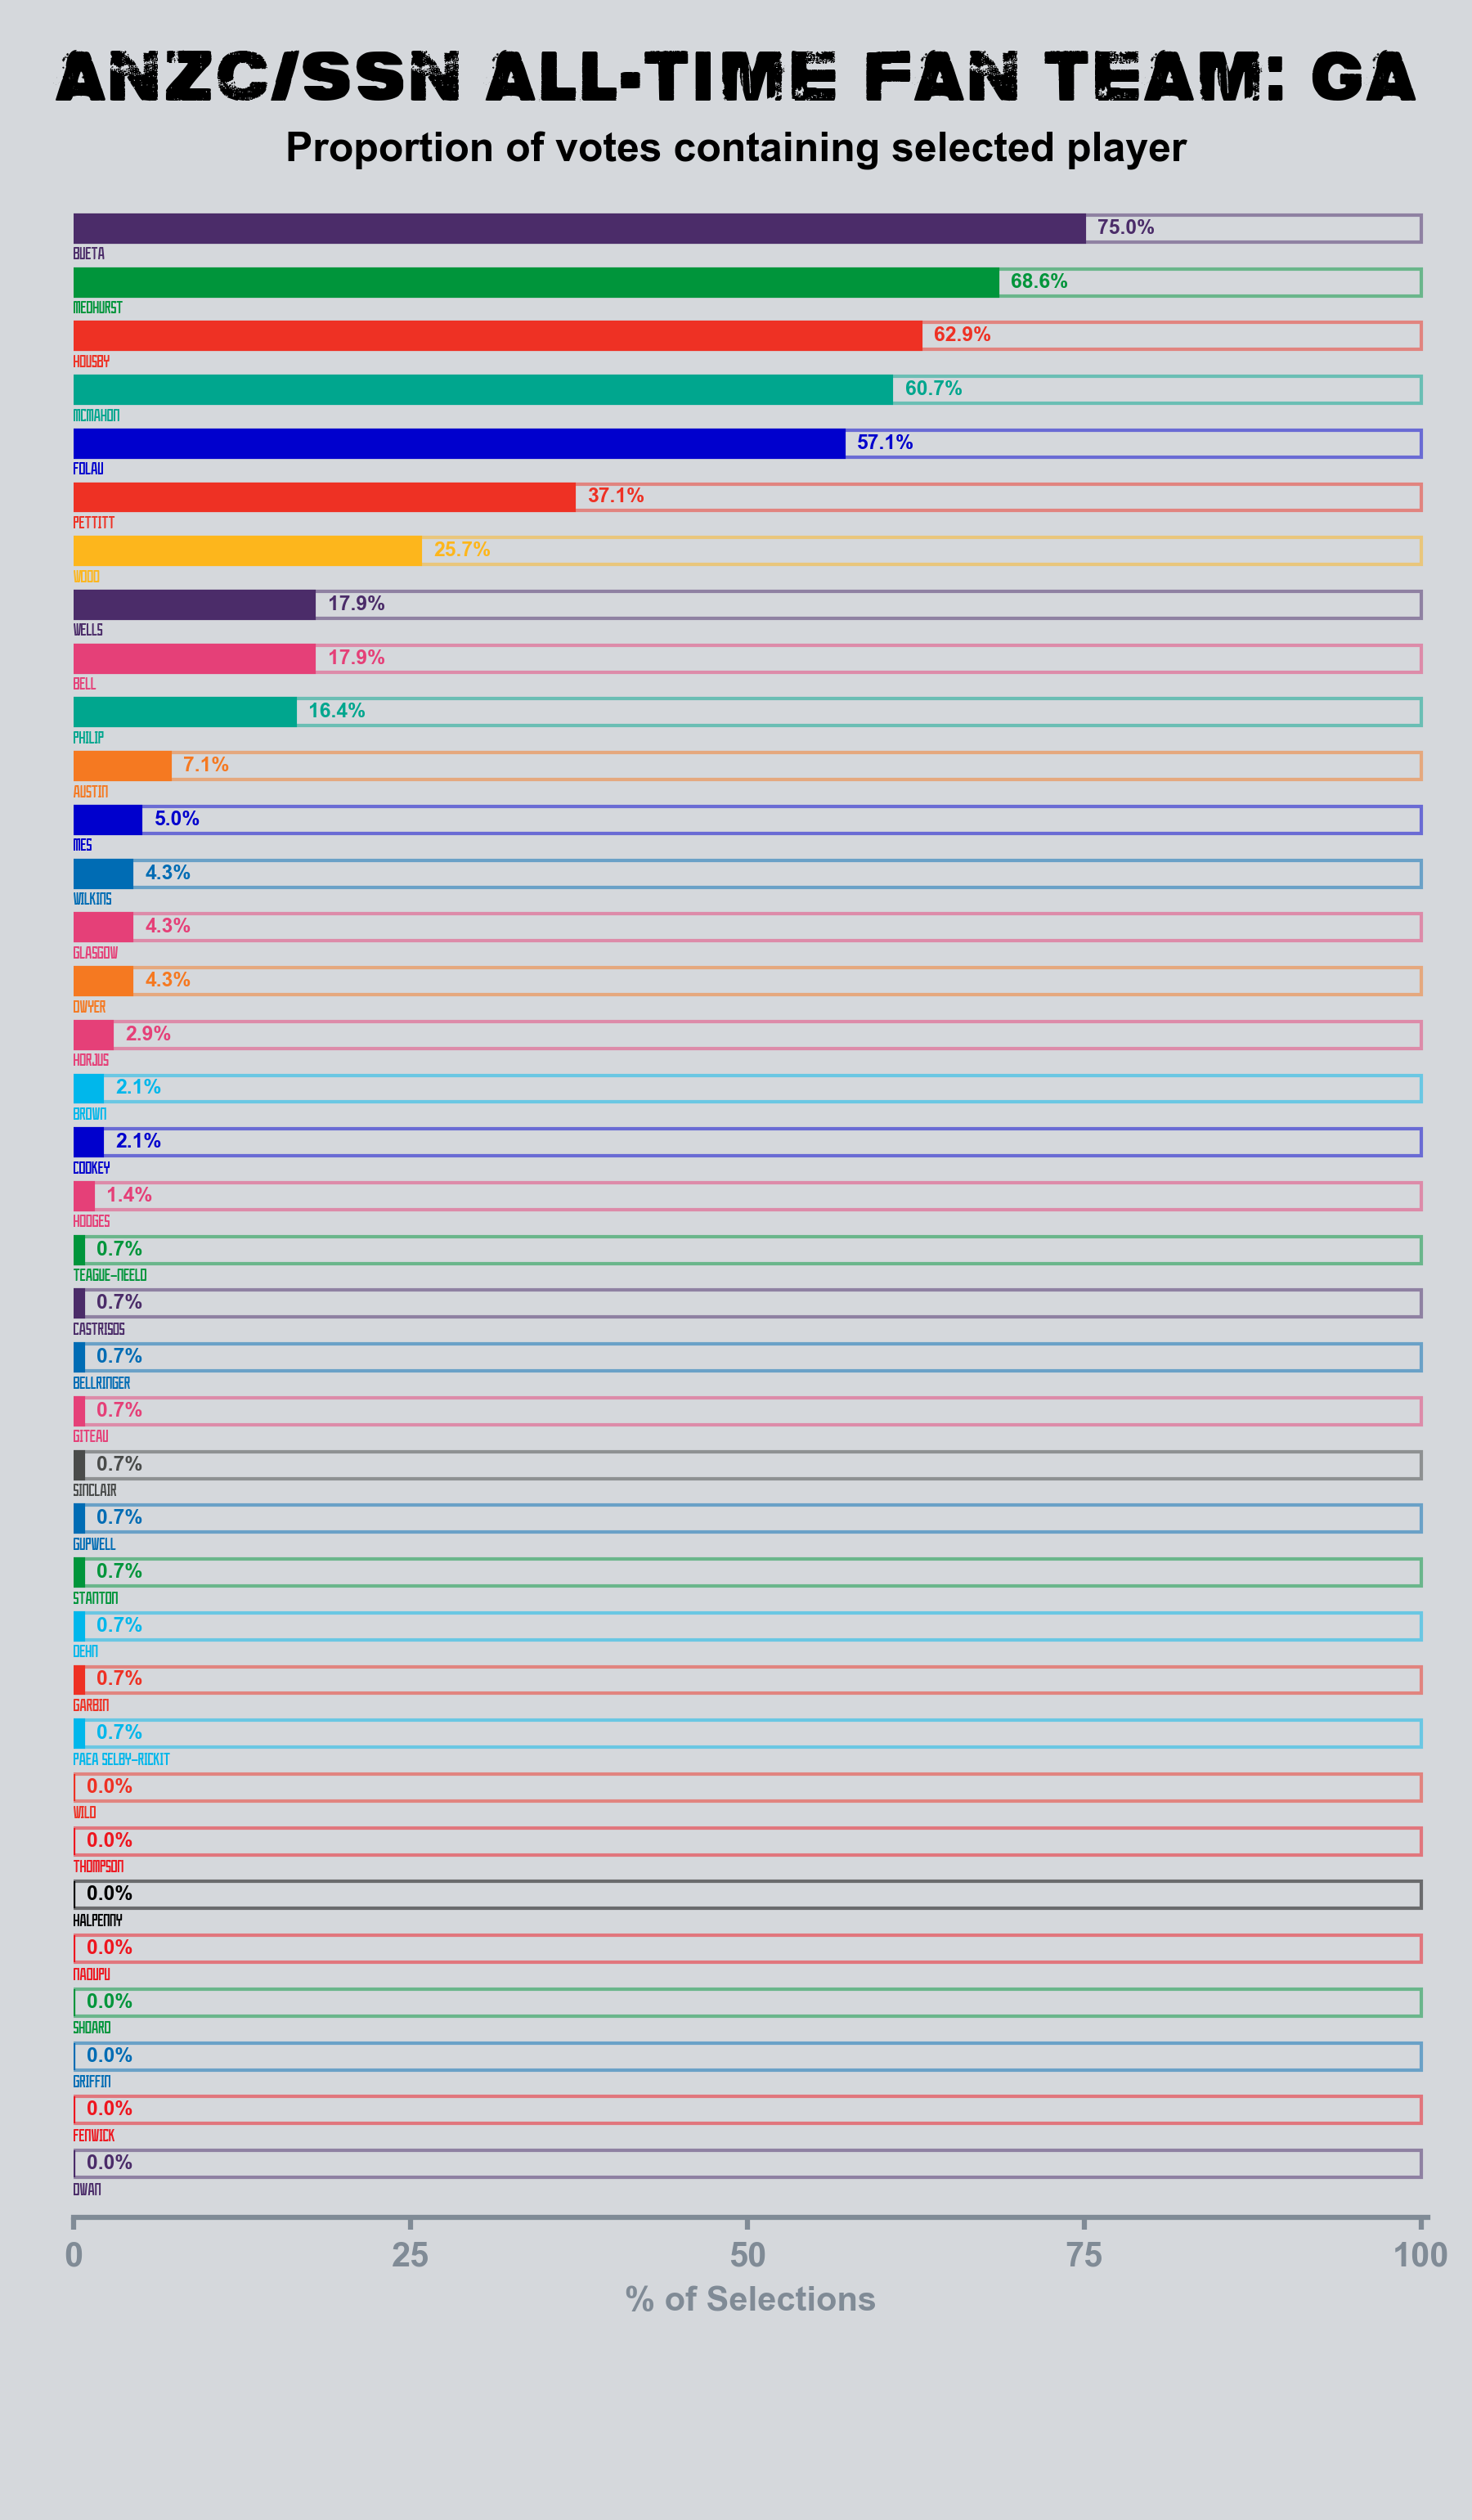 ANZC/SSN ALL-TIME FAN TEAM: GA
Proportion of votes containing selected player
75.0%
BUETA
68.6%
MEDHURST
62.9%
HOUSBY
60.7%
MCMAHON
57.1%
FOLAU
37.1%
PETTITT
25.7%
WOOD
17.9%
WELLS
17.9%
BELL
16.4%
PHILIP
7.1%
AUSTIN
5.0%
MES
4.3%
WILKINS
4.3%
GLASGOW
4.3%
DWYER
2.9%
HORJUS
2.1%
BROWN
2.1%
COOKEY
1.4%
HODGES
0.7%
TEAGUE-NEELD
0.7%
CASTRISOS
0.7%
BELLRINGER
0.7%
GITEAU
0.7%
SINCLAIR
0.7%
GUPWELL
0.7%
STANTON
0.7%
DEHN
0.7%
GARBIN
0.7%
PAEA SELBY-RICKIT
0.0%
WILD
0.0%
THOMPSON
0.0%
HALPENNY
0.0%
NAOUPU
0.0%
SHOARD
0.0%
GRIFFIN
0.0%
FENWICK
0.0%
DWAN
0 25 50 75 100
% of Selections